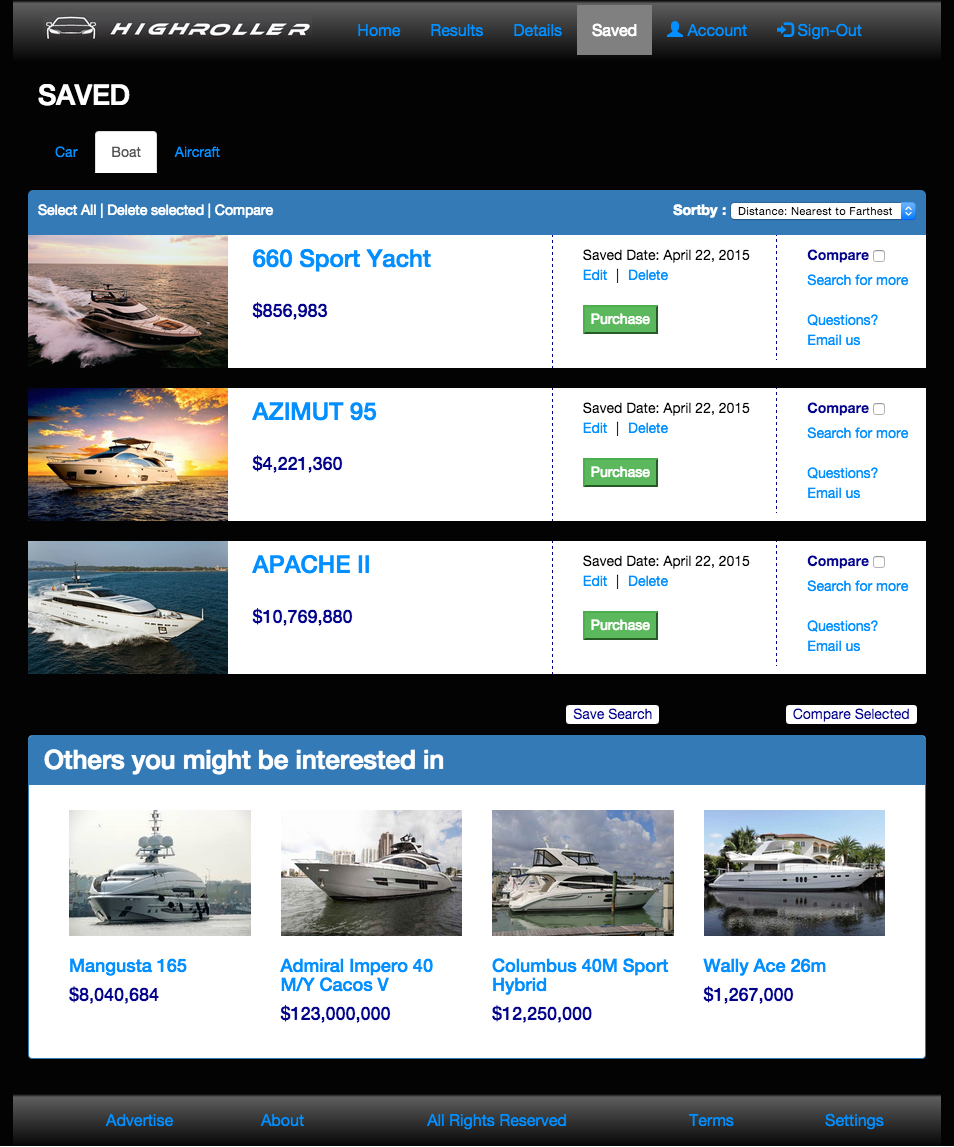 HIGHROLLER Home Results Details Saved Account Sign-Out
SAVED
Car Boat Aircraft
Select All | Delete selected | Compare Sortby : Distance: Nearest to Farthest
660 Sport Yacht
$856,983
Saved Date: April 22, 2015
Edit | Delete
Purchase
Compare
Search for more
Questions?
Email us
AZIMUT 95
$4,221,360
Saved Date: April 22, 2015
Edit | Delete
Purchase
Compare
Search for more
Questions?
Email us
APACHE II
$10,769,880
Saved Date: April 22, 2015
Edit | Delete
Purchase
Compare
Search for more
Questions?
Email us
Save Search Compare Selected
Others you might be interested in
Mangusta 165
$8,040,684
Admiral Impero 40
M/Y Cacos V
$123,000,000
Columbus 40M Sport
Hybrid
$12,250,000
Wally Ace 26m
$1,267,000
Advertise About All Rights Reserved Terms Settings